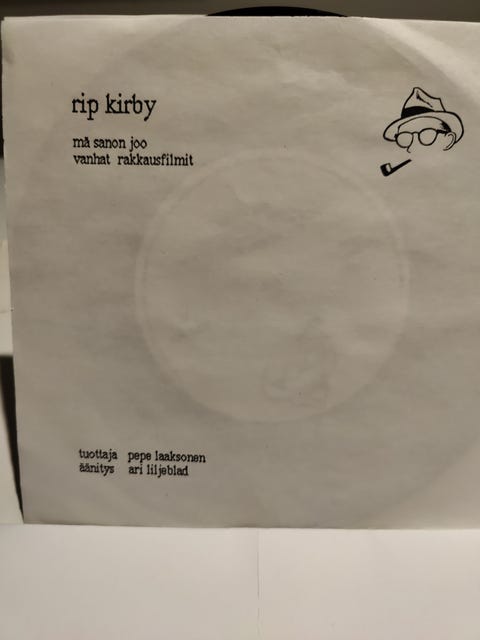 rip kirby
mä sanon joo
vanhat rakkausfilmit
tuottaja pepe laaksonen
äänitys ari liljeblad